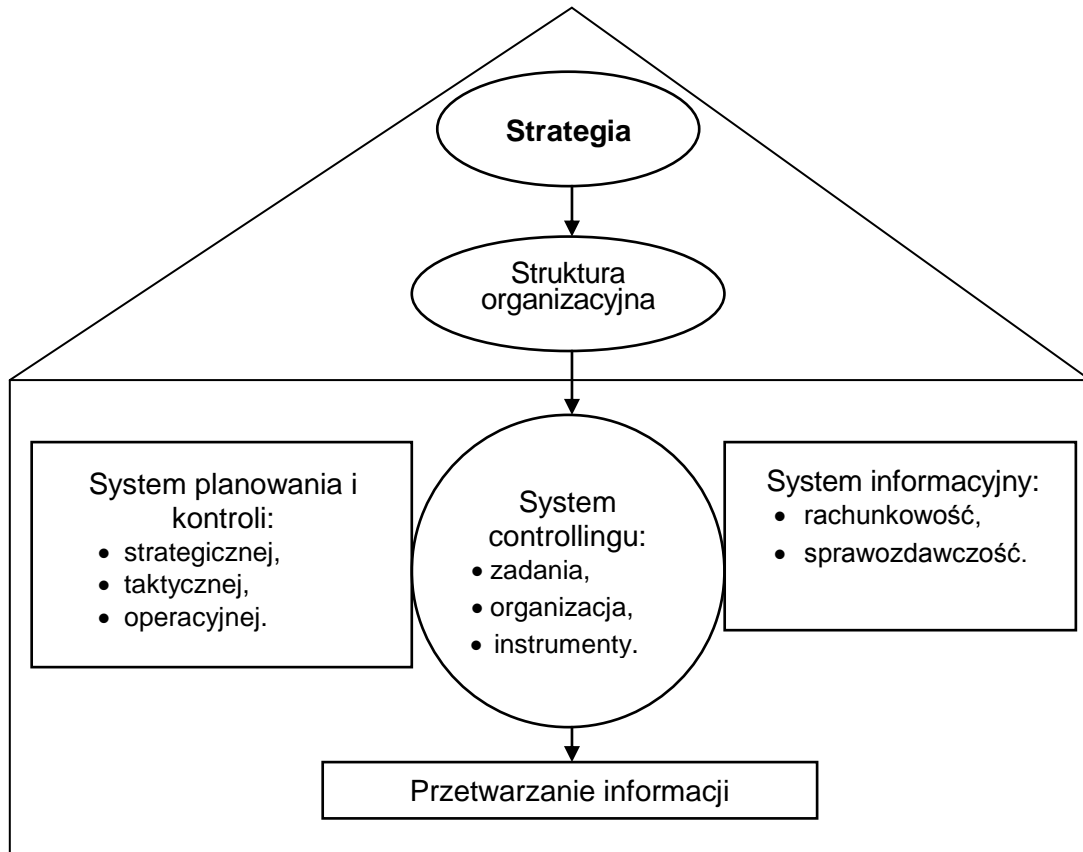 Strategia
Struktura
organizacyjna
System planowania i
kontroli:
• strategicznej,
• taktycznej,
• operacyjnej.
System
controllingu:
• zadania,
• organizacja,
• instrumenty.
System informacyjny:
• rachunkowość,
• sprawozdawczość.
Przetwarzanie informacji